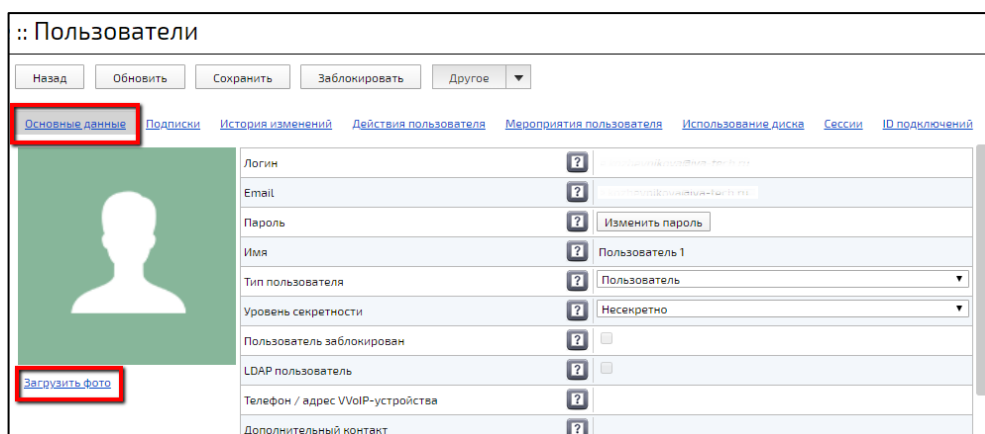 :: Пользователи
Назад Обновить Сохранить Заблокировать Другое
Основные данные Подписки История изменений Действия пользователя Мероприятия пользователя Использование диска Сессии ID подключений
Логин ?
Email ?
Пароль ? Изменить пароль
Имя ? Пользователь 1
Тип пользователя ? Пользователь
Уровень секретности ? Несекретно
Пользователь заблокирован ?
LDAP пользователь ?
Загрузить фото
Телефон / адрес VVoIP-устройства ?
Дополнительный контакт ?